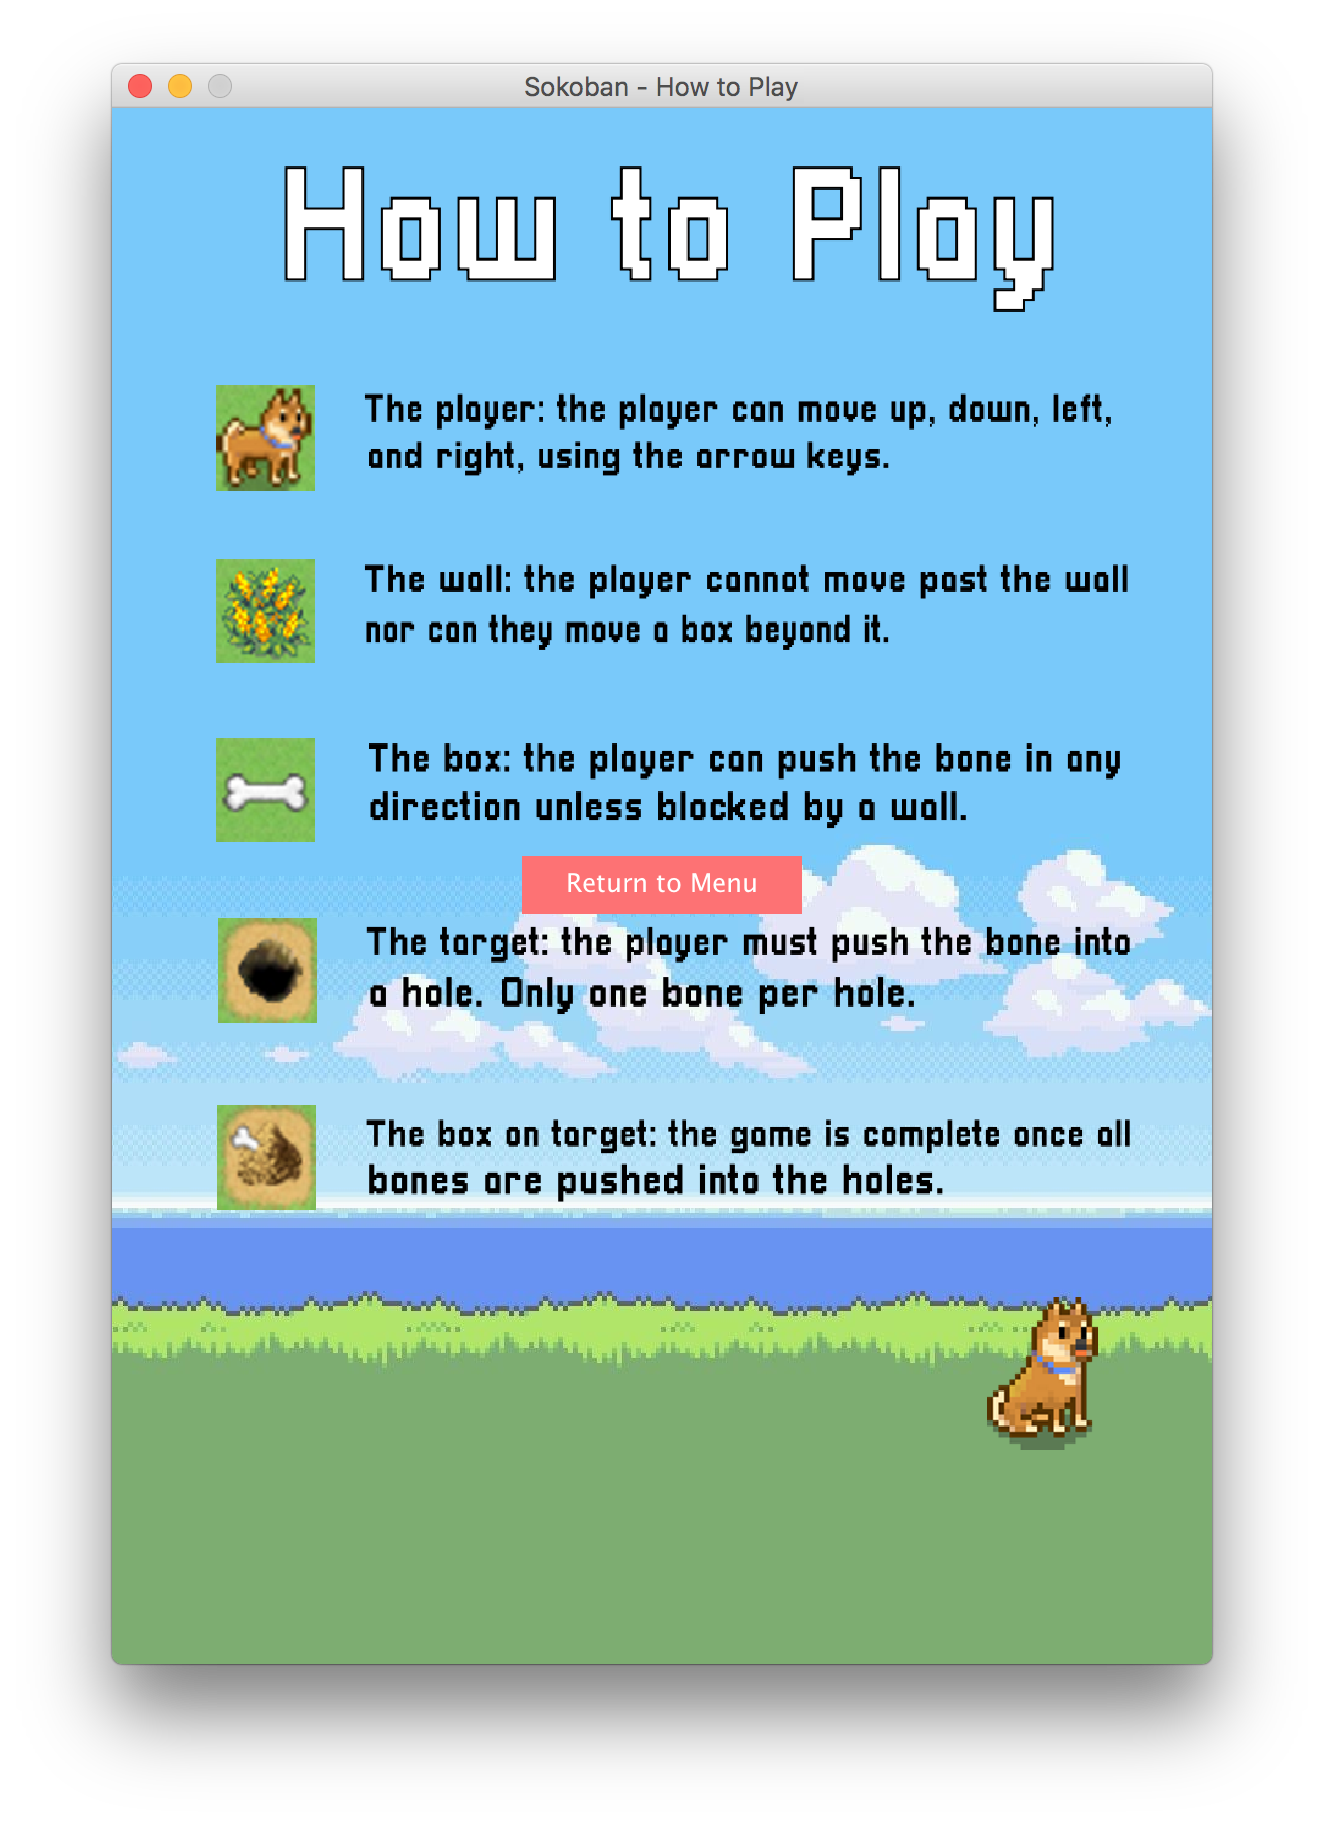 Sokoban - How to Play
How to Play
The player: the player can move up, down, left,
and right, using the arrow keys.
The wall: the player cannot move past the wall
nor can they move a box beyond it.
The box: the player can push the bone in any
direction unless blocked by a wall.
Return to Menu
The target: the player must push the bone into
a hole. Only one bone per hole.
The box on target: the game is complete once all
bones are pushed into the holes.